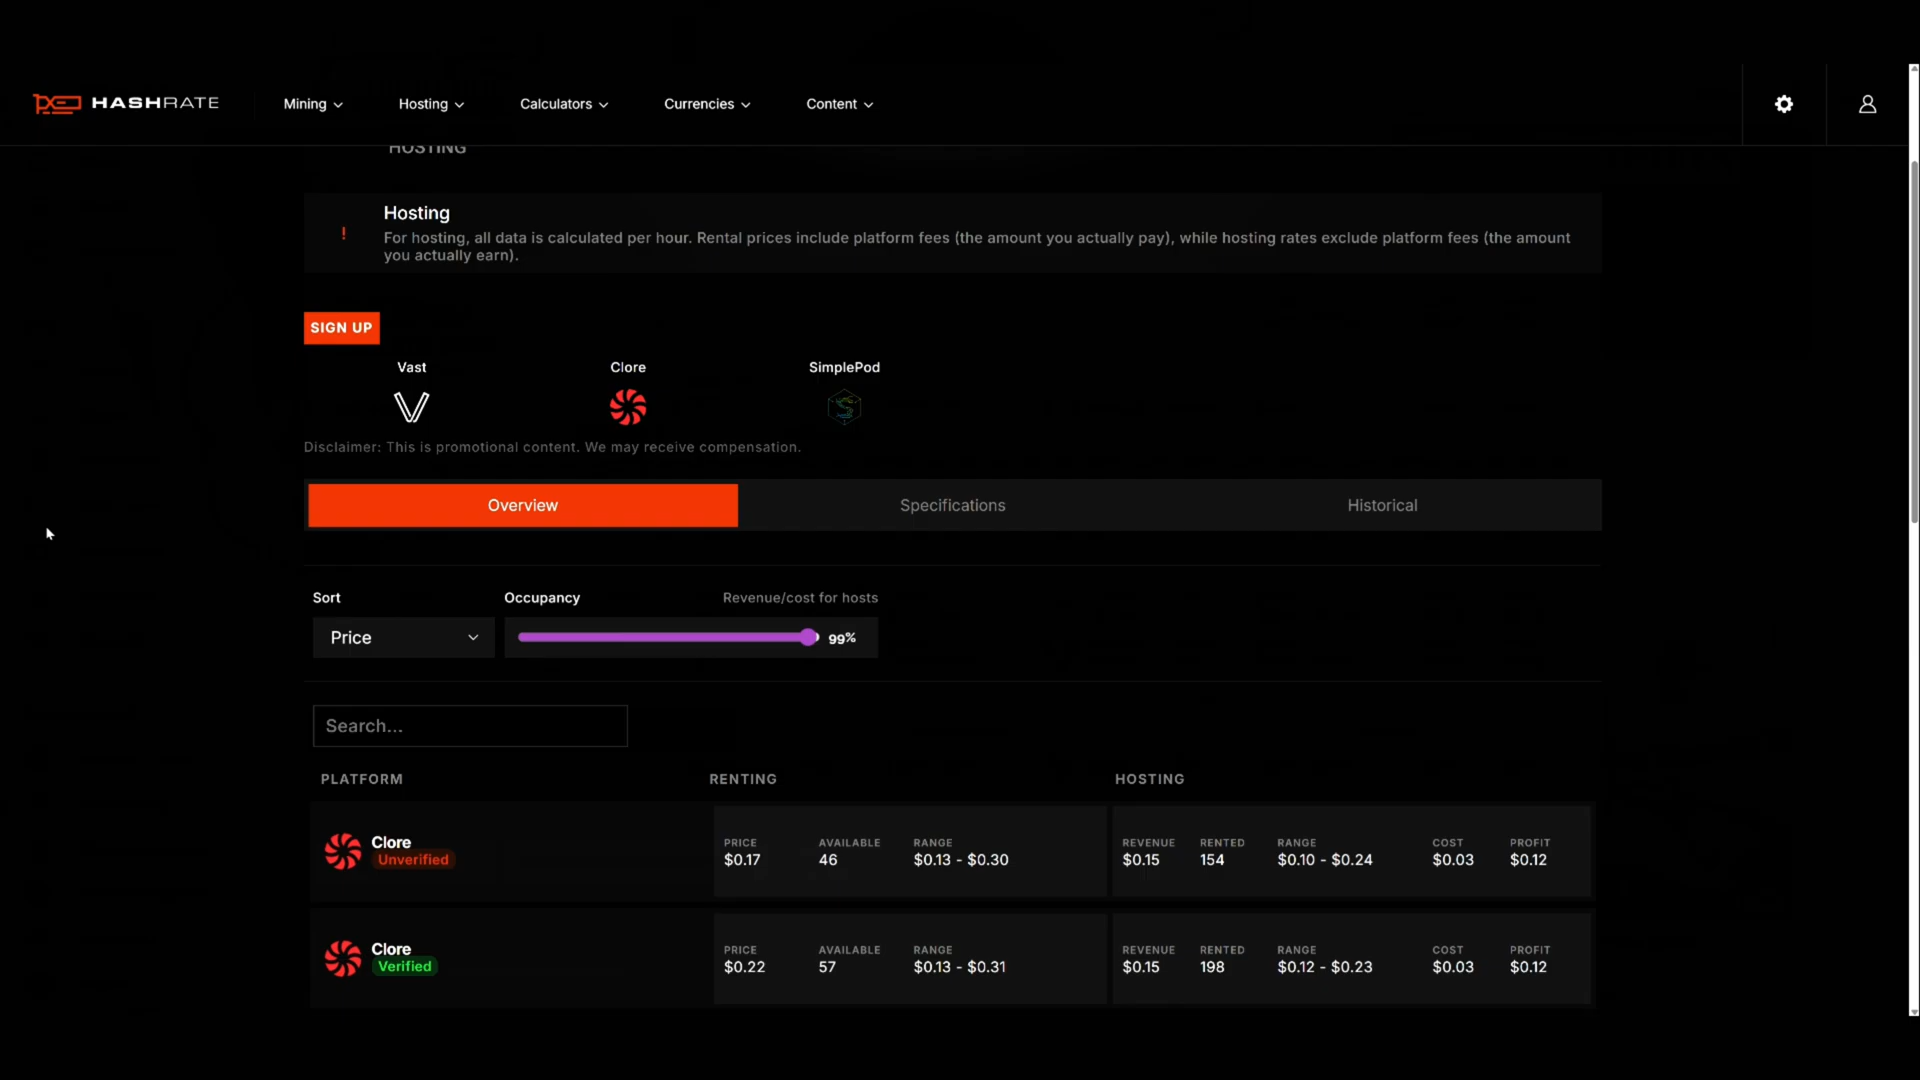 HASHRATE
Mining
Hosting
Calculators
Currencies
Content
HOSTING
!
Hosting
For hosting, all data is calculated per hour. Rental prices include platform fees (the amount you actually pay), while hosting rates exclude platform fees (the amount
you actually earn).
SIGN UP
Vast
Clore
SimplePod
Disclaimer: This is promotional content. We may receive compensation.
Overview
Specifications
Historical
Sort
Occupancy
Revenue/cost for hosts
Price
99%
Search...
PLATFORM
RENTING
HOSTING
Clore
Unverified
PRICE AVAILABLE RANGE
$0.17 46 $0.13 - $0.30
REVENUE RENTED RANGE COST PROFIT
$0.15 154 $0.10 - $0.24 $0.03 $0.12
Clore
Verified
PRICE AVAILABLE RANGE
$0.22 57 $0.13 - $0.31
REVENUE RENTED RANGE COST PROFIT
$0.15 198 $0.12 - $0.23 $0.03 $0.12